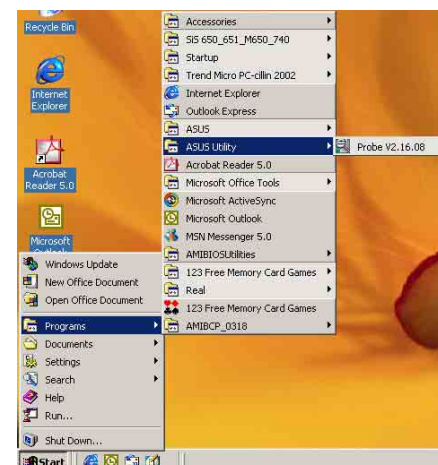 Recycle Bin
Internet
Explorer
Acrobat
Reader 5.0
Microsoft
Accessories
SiS 650_651_M650_740
Startup
Trend Micro PC-cillin 2002
Internet Explorer
Outlook Express
ASUS
ASUS Utility
Acrobat Reader 5.0
Microsoft Office Tools
Microsoft ActiveSync
Microsoft Outlook
MSN Messenger 5.0
AMIBIOSUtilities
123 Free Memory Card Games
Real
123 Free Memory Card Games
AMIBCP_0318
Probe V2.16.08
Windows Update
New Office Document
Open Office Document
Programs
Documents
Settings
Search
Help
Run...
Shut Down...
Start